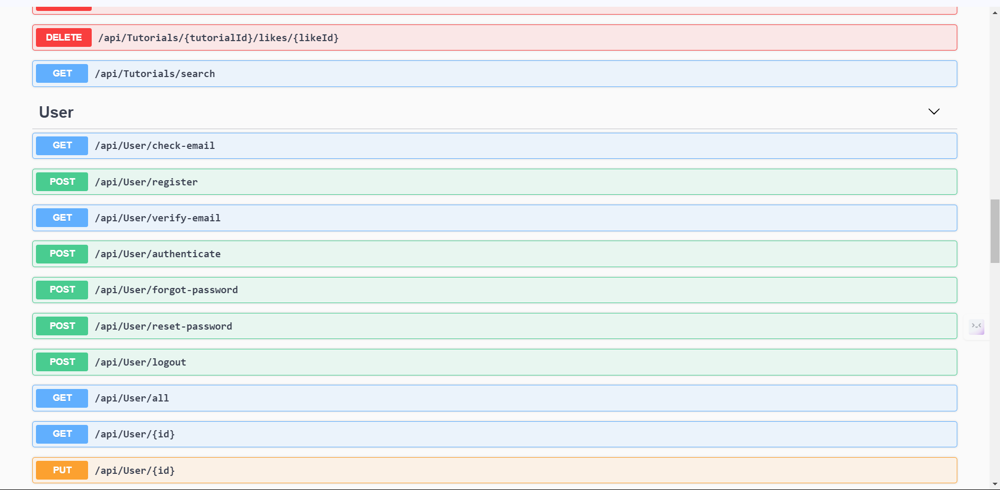 DELETE /api/Tutorials/{tutorialId}/likes/{likeId}
GET /api/Tutorials/search
User
GET /api/User/check-email
POST /api/User/register
GET /api/User/verify-email
POST /api/User/authenticate
POST /api/User/forgot-password
POST /api/User/reset-password
POST /api/User/logout
GET /api/User/all
GET /api/User/{id}
PUT /api/User/{id}